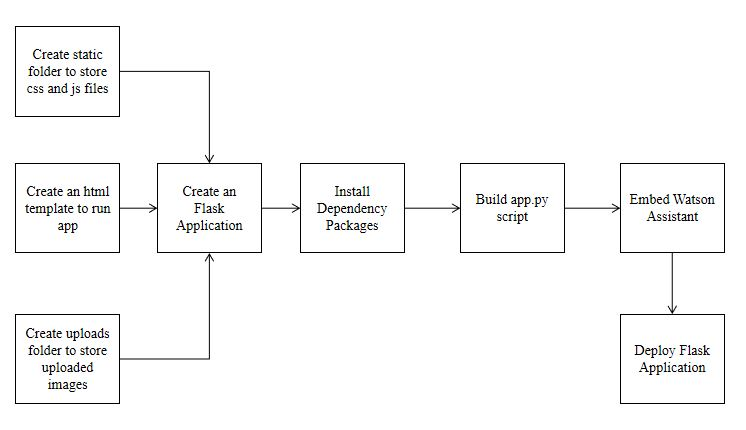 Create static
folder to store
css and js files
Create an html
template to run
app
Create an
Flask
Application
Install
Dependency
Packages
Build app.py
script
Embed Watson
Assistant
Create uploads
folder to store
uploaded
images
Deploy Flask
Application